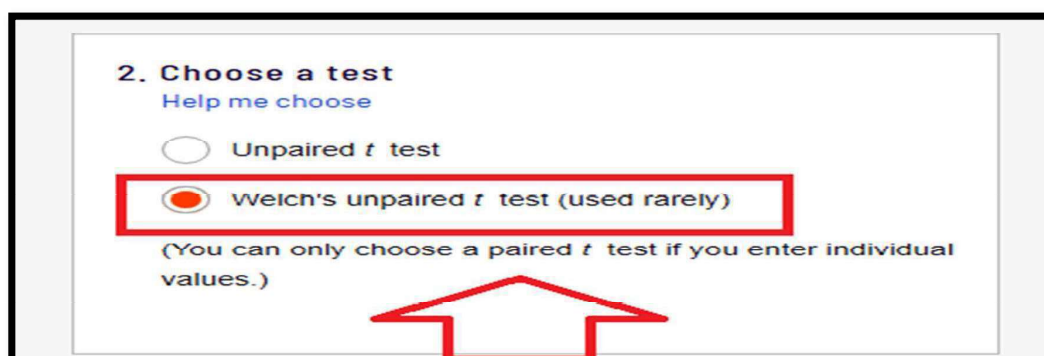 2. Choose a test
Help me choose
Unpaired t test
Welch's unpaired t test (used rarely)
(You can only choose a paired t test if you enter individual
values.)